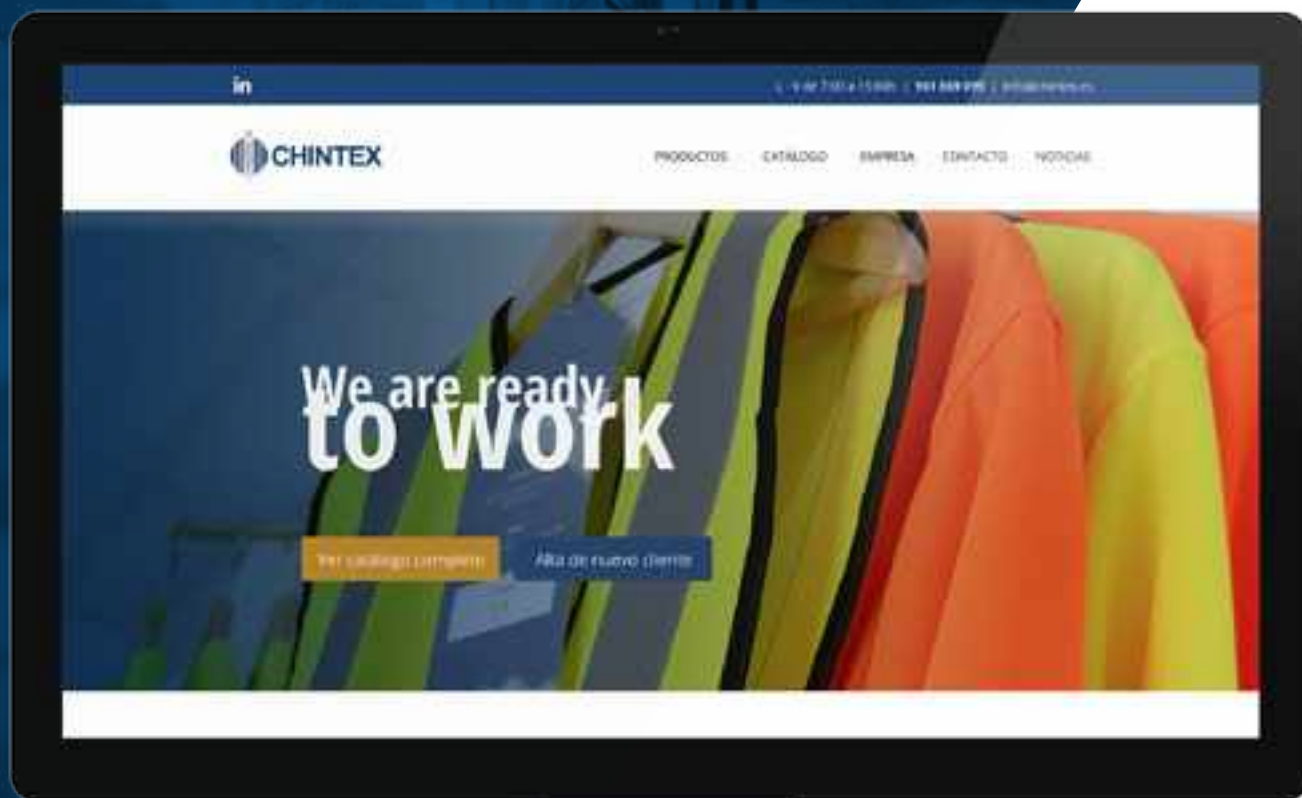 in
CHINTEX
PRODUCTOS CATÁLOGO EMPRESA CONTACTO NOTICIAS
We are ready
to work
Ver catálogo completo Alta de nuevo cliente